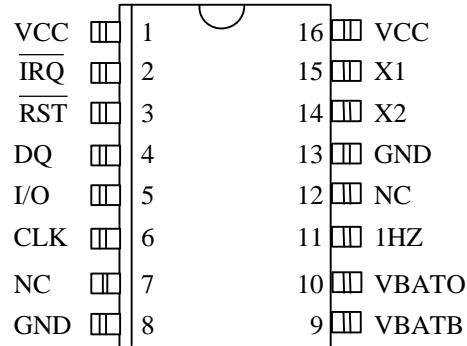 VCC 1 16 VCC
IRQ 2 15 X1
RST 3 14 X2
DQ 4 13 GND
I/O 5 12 NC
CLK 6 11 1HZ
NC 7 10 VBATO
GND 8 9 VBATB